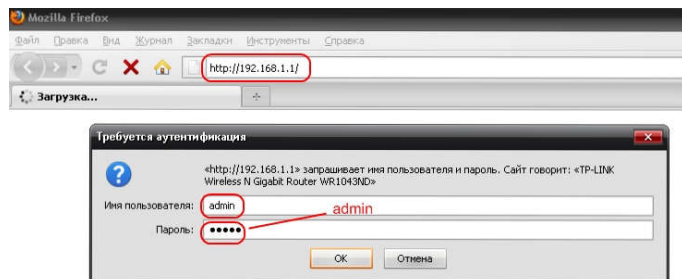 Mozilla Firefox
Файл Правка Вид Журнал Закладки Инструменты Справка
http://192.168.1.1/
Загрузка...
Требуется аутентификация
«http://192.168.1.1» запрашивает имя пользователя и пароль. Сайт говорит: «TP-LINK
Wireless N Gigabit Router WR1043ND»
Имя пользователя: admin
admin
Пароль: •••••
OK Отмена